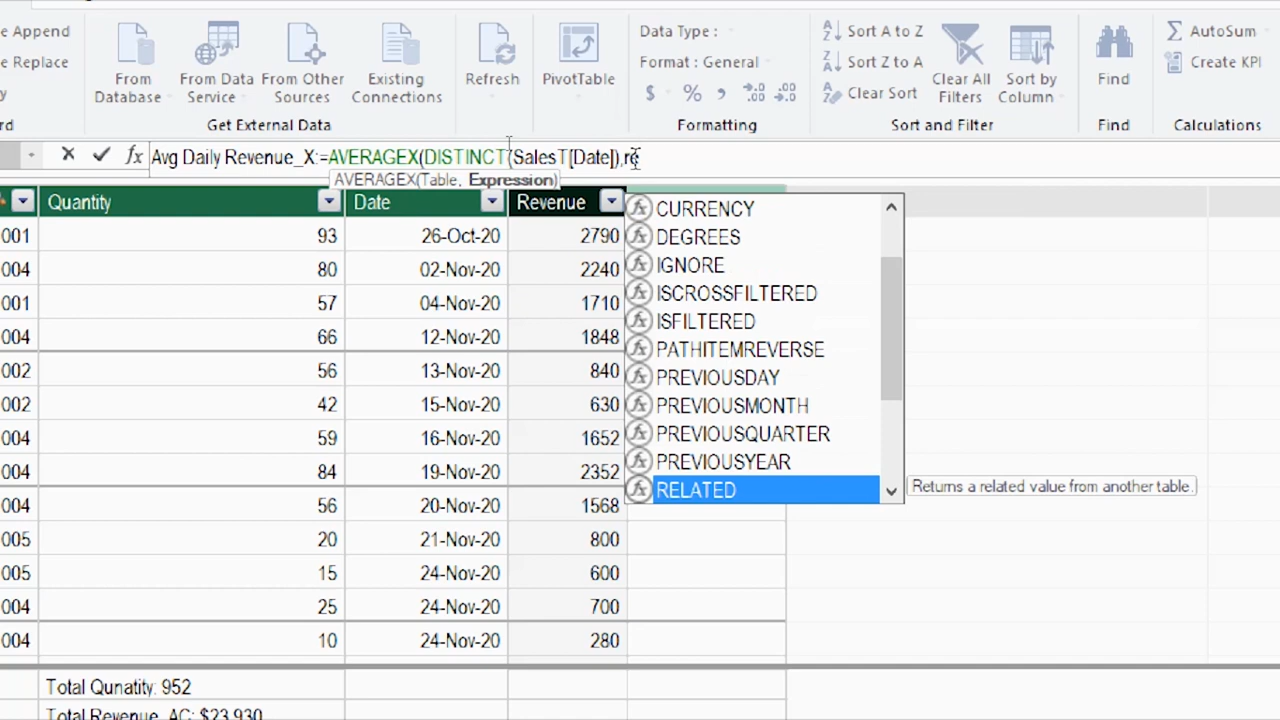 e Append
e Replace
From Database
From Data Service
From Other Sources
Existing Connections
Get External Data
Refresh
PivotTable
Data Type :
Format : General
$ % ,
Formatting
Sort A to Z
Sort Z to A
Clear Sort
Clear All Filters
Sort by Column
Sort and Filter
Find
Find
AutoSum
Create KPI
Calculations
fx Avg Daily Revenue_X:=AVERAGEX(DISTINCT(SalesT[Date]),re
AVERAGEX(Table, Expression)
Quantity Date Revenue
001 93 26-Oct-20 2790
004 80 02-Nov-20 2240
001 57 04-Nov-20 1710
004 66 12-Nov-20 1848
002 56 13-Nov-20 840
002 42 15-Nov-20 630
004 59 16-Nov-20 1652
004 84 19-Nov-20 2352
004 56 20-Nov-20 1568
005 20 21-Nov-20 800
005 15 24-Nov-20 600
004 25 24-Nov-20 700
004 10 24-Nov-20 280
CURRENCY
DEGREES
IGNORE
ISCROSSFILTERED
ISFILTERED
PATHITEMREVERSE
PREVIOUSDAY
PREVIOUSMONTH
PREVIOUSQUARTER
PREVIOUSYEAR
RELATED
Returns a related value from another table.
Total Qunatity: 952
Total Revenue_AC: $23,930